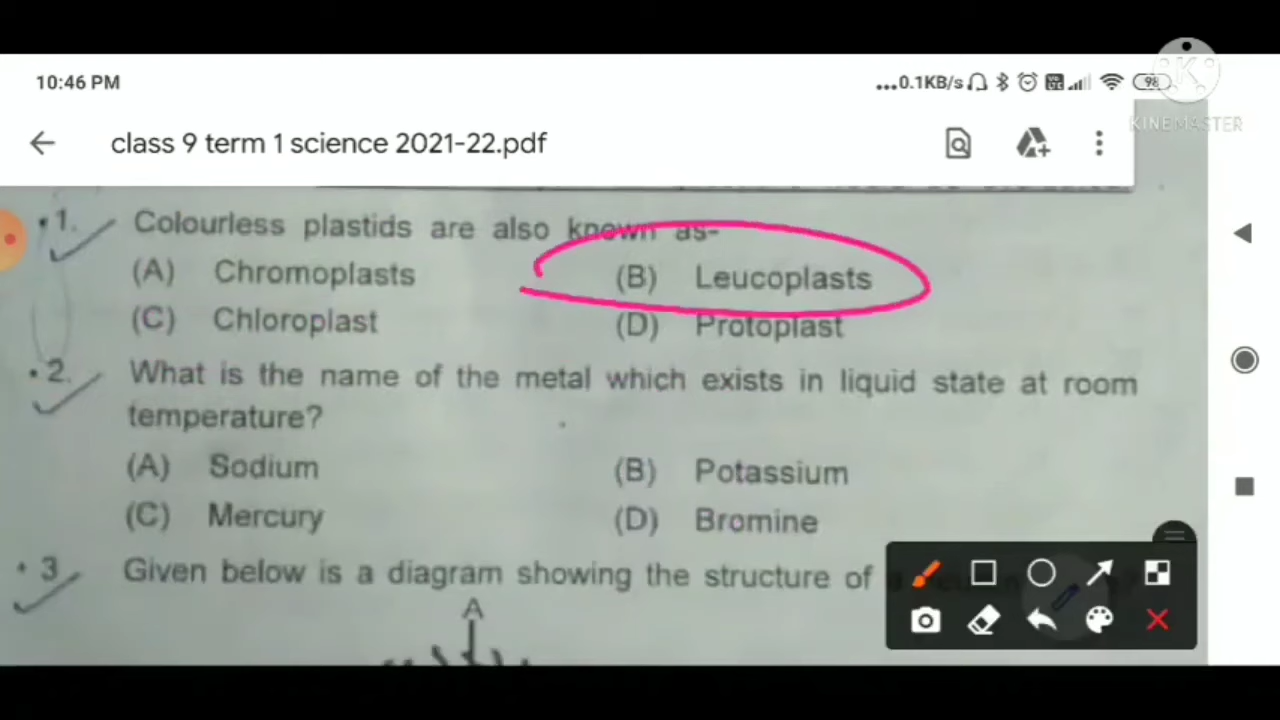 10:46 PM
...0.1KB/s
98
KINEMASTER
class 9 term 1 science 2021-22.pdf
1. Colourless plastids are also known as-
(A) Chromoplasts (B) Leucoplasts
(C) Chloroplast (D) Protoplast
2. What is the name of the metal which exists in liquid state at room
temperature?
(A) Sodium (B) Potassium
(C) Mercury (D) Bromine
3 Given below is a diagram showing the structure of
A